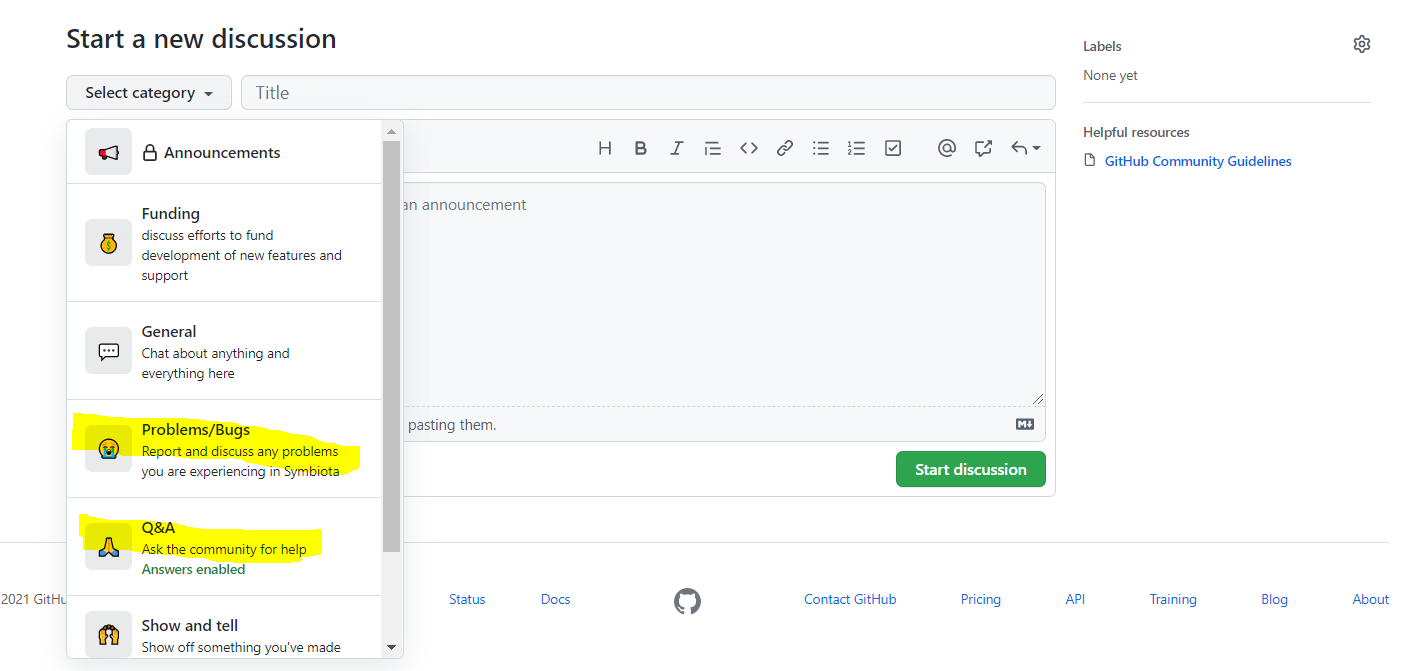 Start a new discussion
Select category
Title
Announcements
Funding
discuss efforts to fund
development of new features and
support
General
Chat about anything and
everything here
Problems/Bugs
Report and discuss any problems
you are experiencing in Symbiota
Q&A
Ask the community for help
Answers enabled
Show and tell
Show off something you've made
H B I
an announcement
pasting them.
M
Start discussion
Labels
None yet
Helpful resources
GitHub Community Guidelines
2021 GitHu
Status Docs Contact GitHub Pricing API Training Blog About